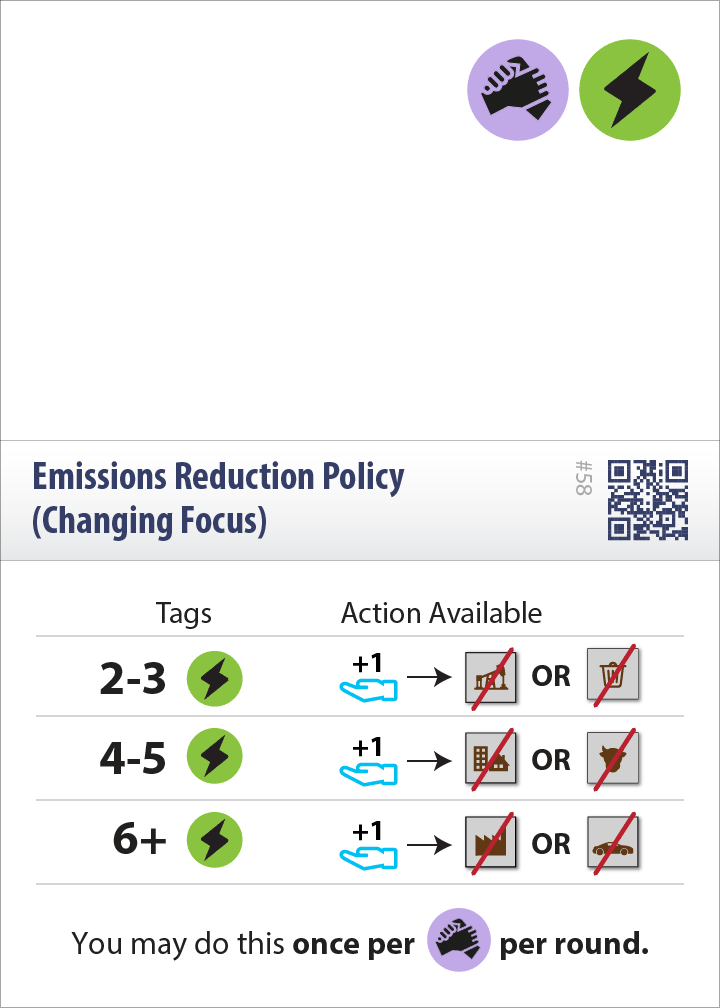 Emissions Reduction Policy
(Changing Focus)
#58
Tags Action Available
2-3 +1 OR
4-5 +1 OR
6+ +1 OR
You may do this once per per round.